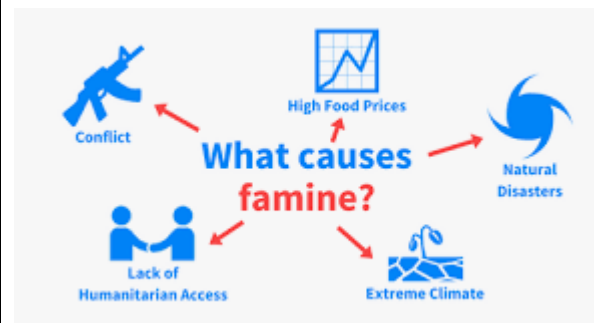 High Food Prices
Conflict
What causes
famine?
Natural
Disasters
Lack of
Humanitarian Access
Extreme Climate